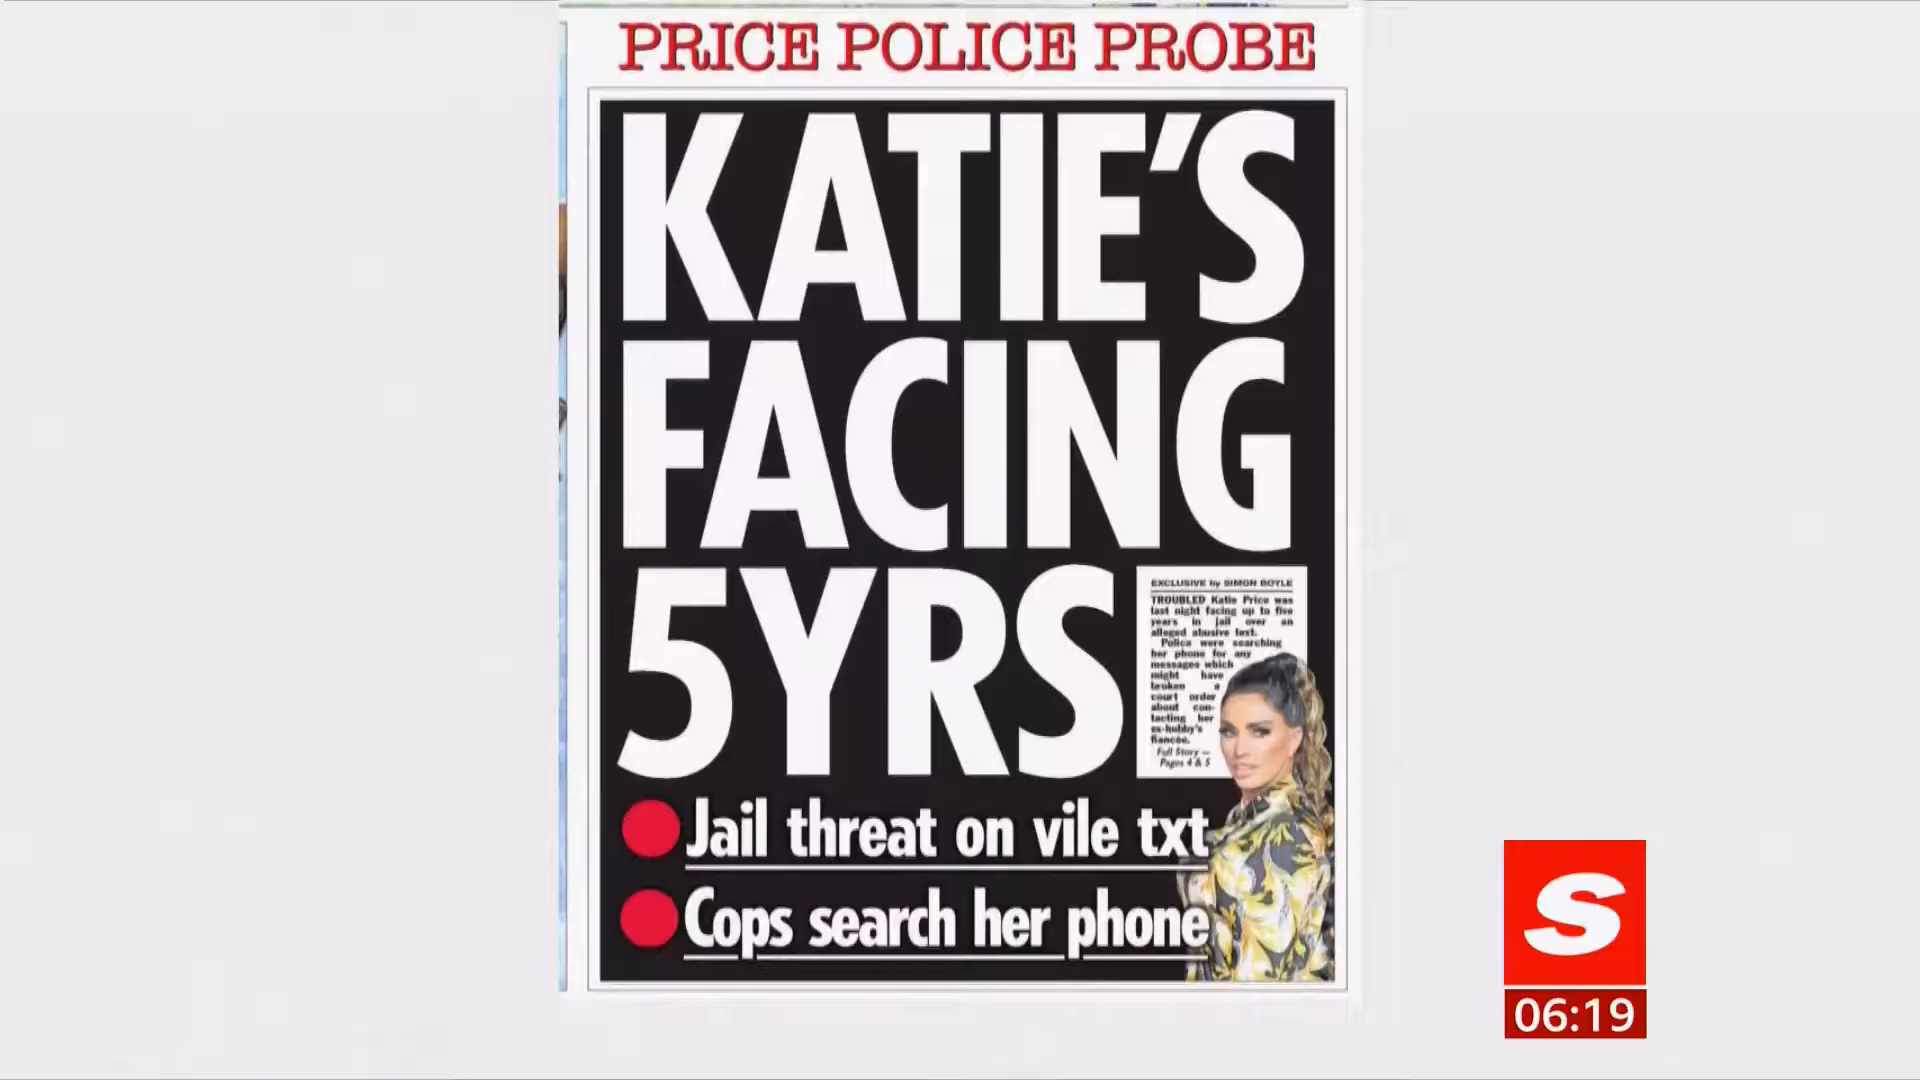 PRICE POLICE PROBE
KATIE'S
FACING
5YRS
EXCLUSIVE by SIMON BOYLE
TROUBLED Katie Price was
last night facing up to five
years in jail over an
alleged abusive text.
Police were searching
her phone for any
messages which
might have
broken a
court order
about con-
tacting her
ex-hubby's
fiancée.
Full Story —
Pages 4 & 5
Jail threat on vile txt
Cops search her phone
S
06:19